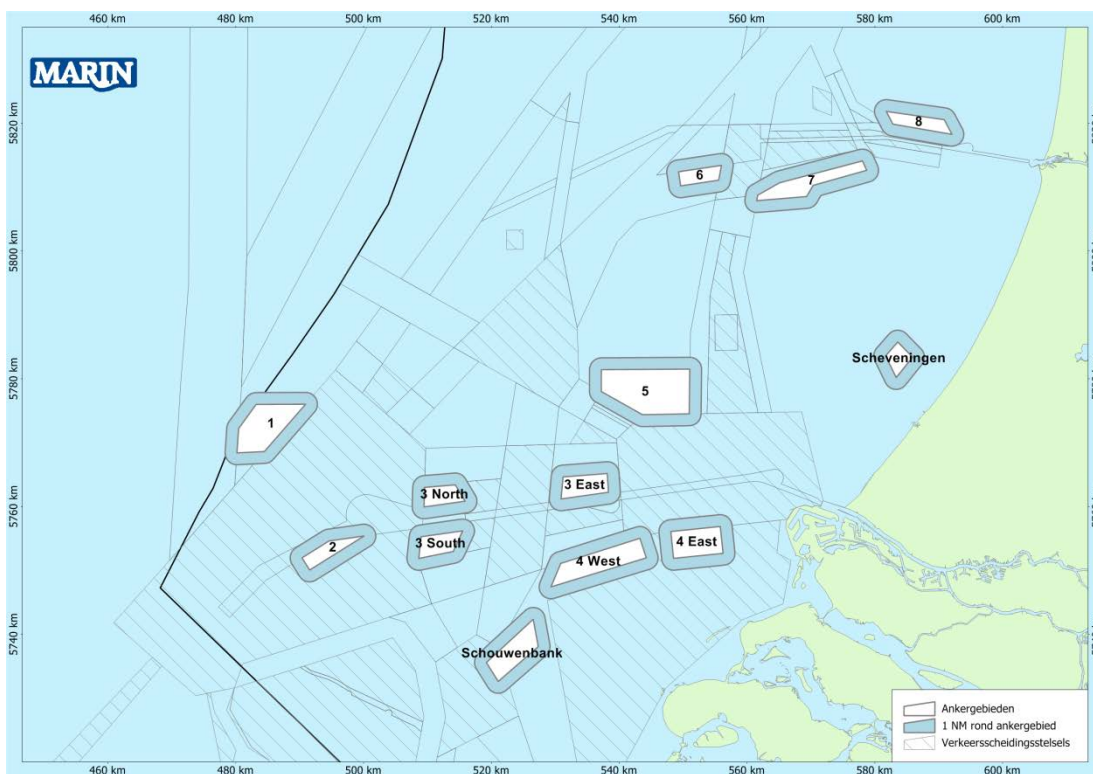 460 km 480 km 500 km 520 km 540 km 560 km 580 km 600 km
MARIN
5820 km
8
6
7
5800 km
Scheveningen
5780 km
5
1
3 East
3 North
5760 km
2
3 South
4 East
4 West
5740 km
Schouwenbank
Ankergebieden
1 NM rond ankergebied
Verkeersscheidingsstelsels
460 km 480 km 500 km 520 km 540 km 560 km 580 km 600 km